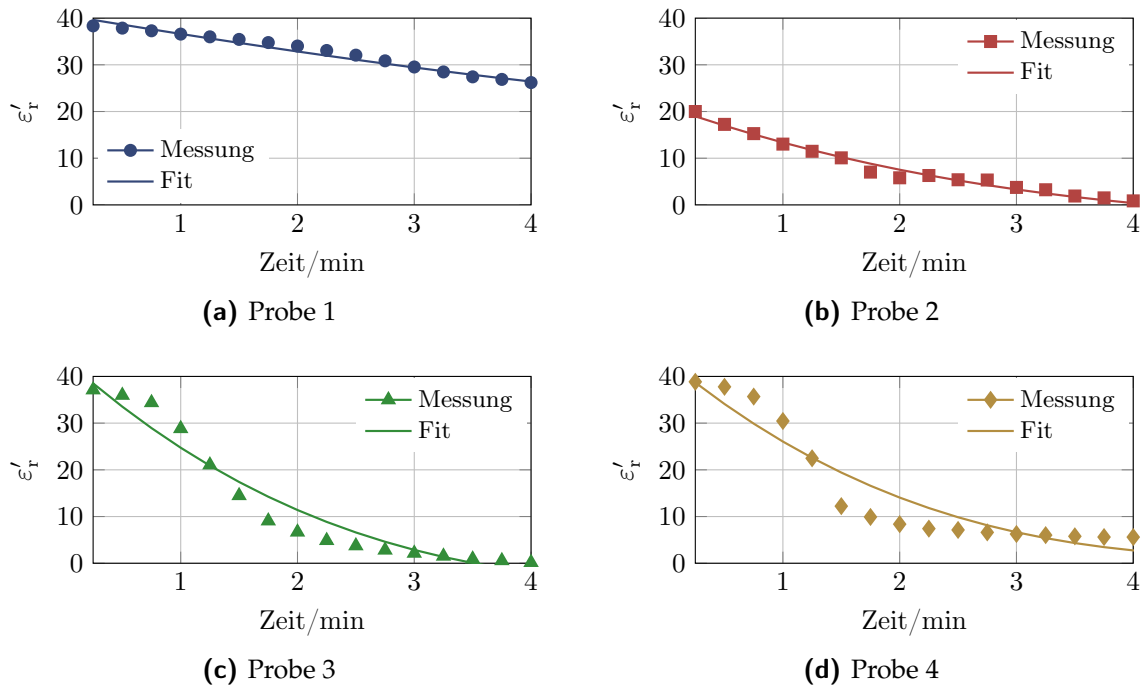 40
30
20
10
0
ε′r
Messung
Fit
1 2 3 4
Zeit/min
(a) Probe 1
40
30
20
10
0
ε′r
Messung
Fit
1 2 3 4
Zeit/min
(b) Probe 2
40
30
20
10
0
ε′r
Messung
Fit
1 2 3 4
Zeit/min
(c) Probe 3
40
30
20
10
0
ε′r
Messung
Fit
1 2 3 4
Zeit/min
(d) Probe 4